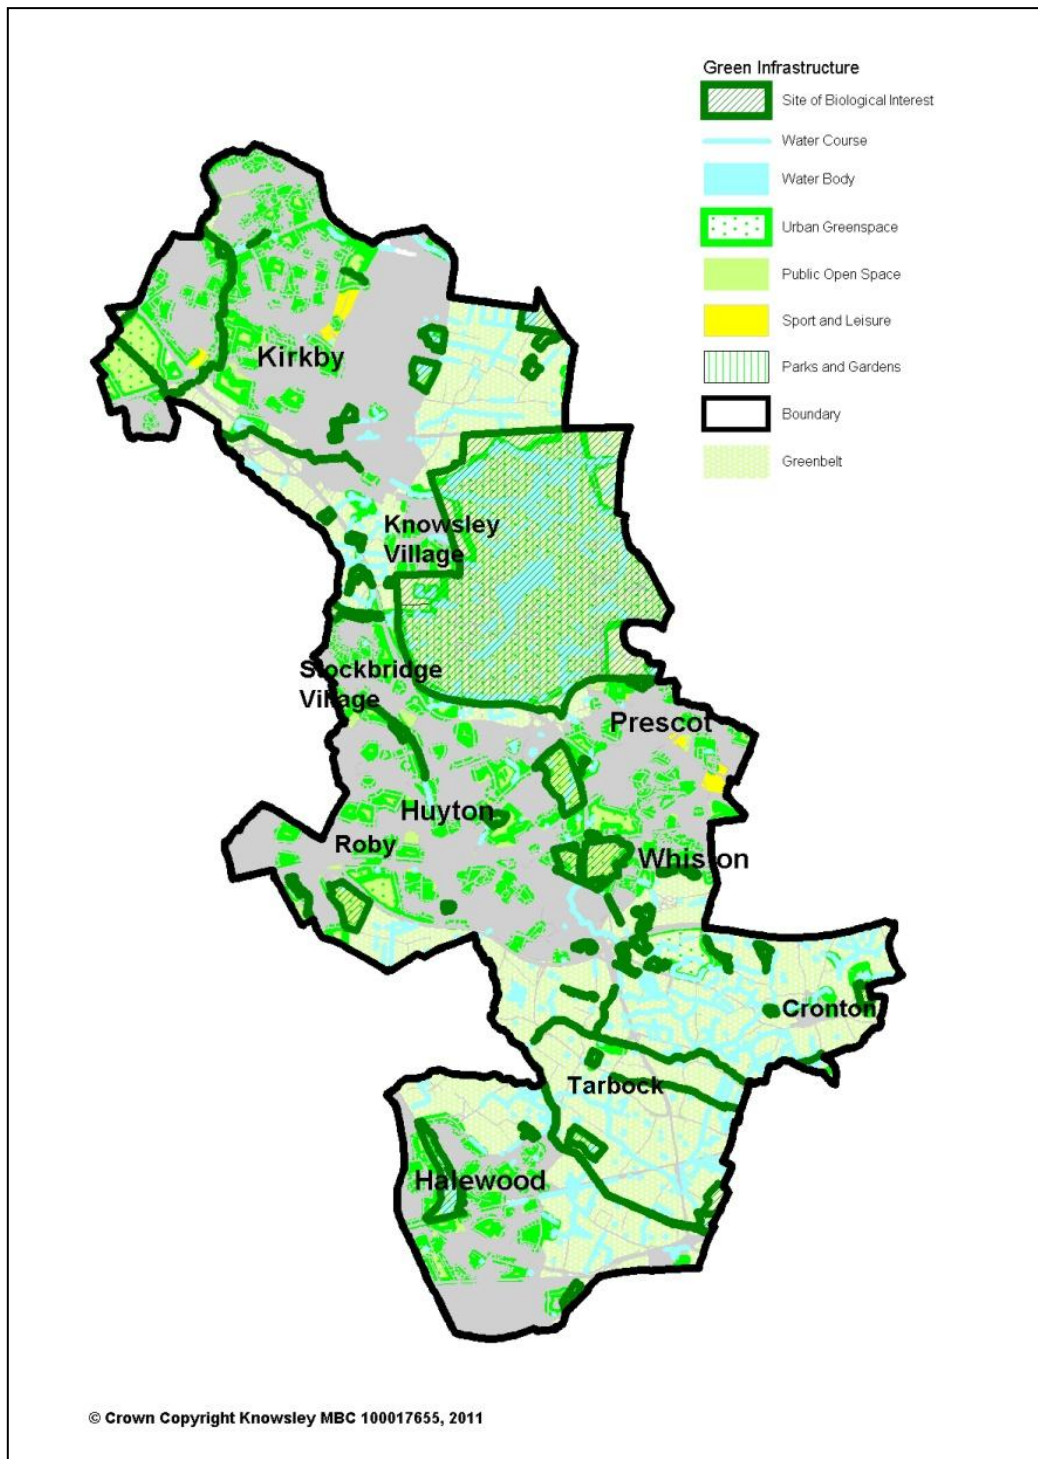 Green Infrastructure
Site of Biological Interest
Water Course
Water Body
Urban Greenspace
Public Open Space
Sport and Leisure
Parks and Gardens
Boundary
Greenbelt
Kirkby
Knowsley
Village
Stockbridge
Village
Prescot
Huyton
Roby
Whiston
Cronton
Tarbock
Halewood
© Crown Copyright Knowsley MBC 100017655, 2011